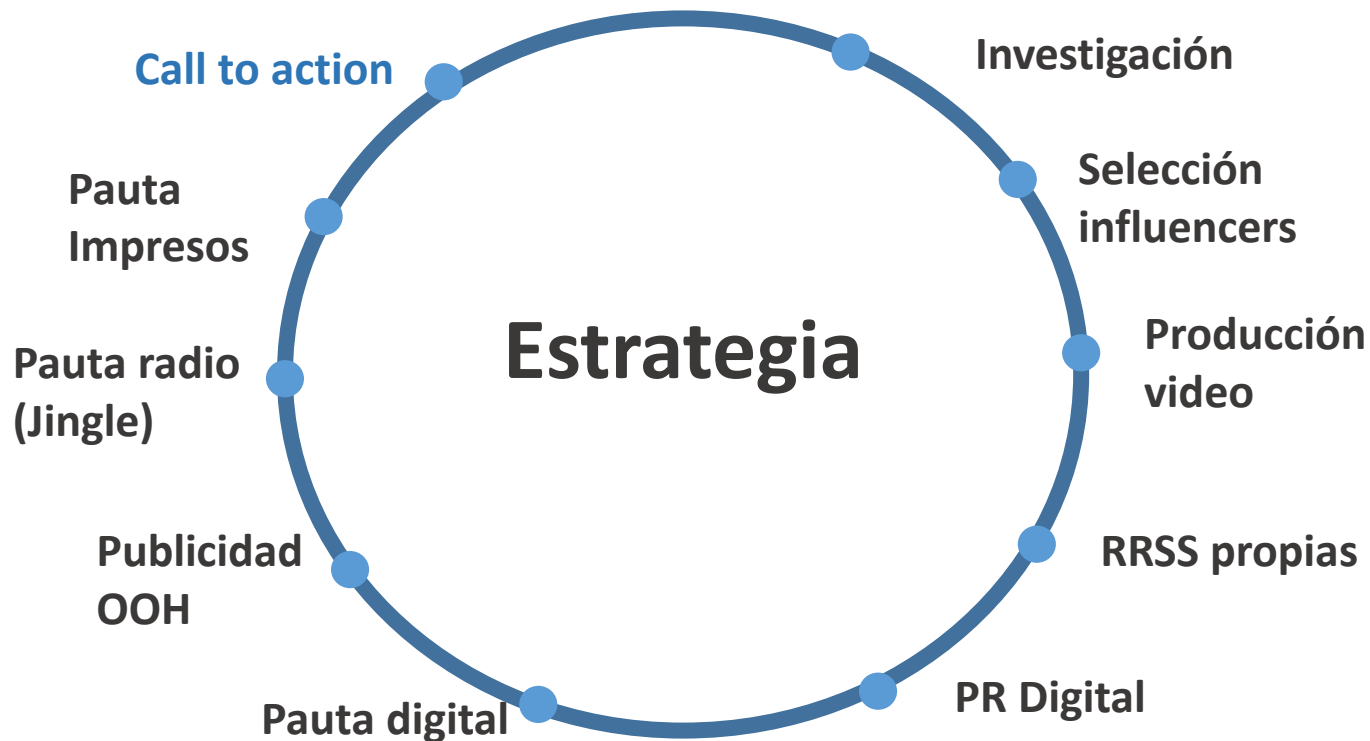 Call to action
Investigación
Selección
influencers
Pauta
Impresos
Estrategia
Producción
video
Pauta radio
(Jingle)
RRSS propias
Publicidad
OOH
PR Digital
Pauta digital